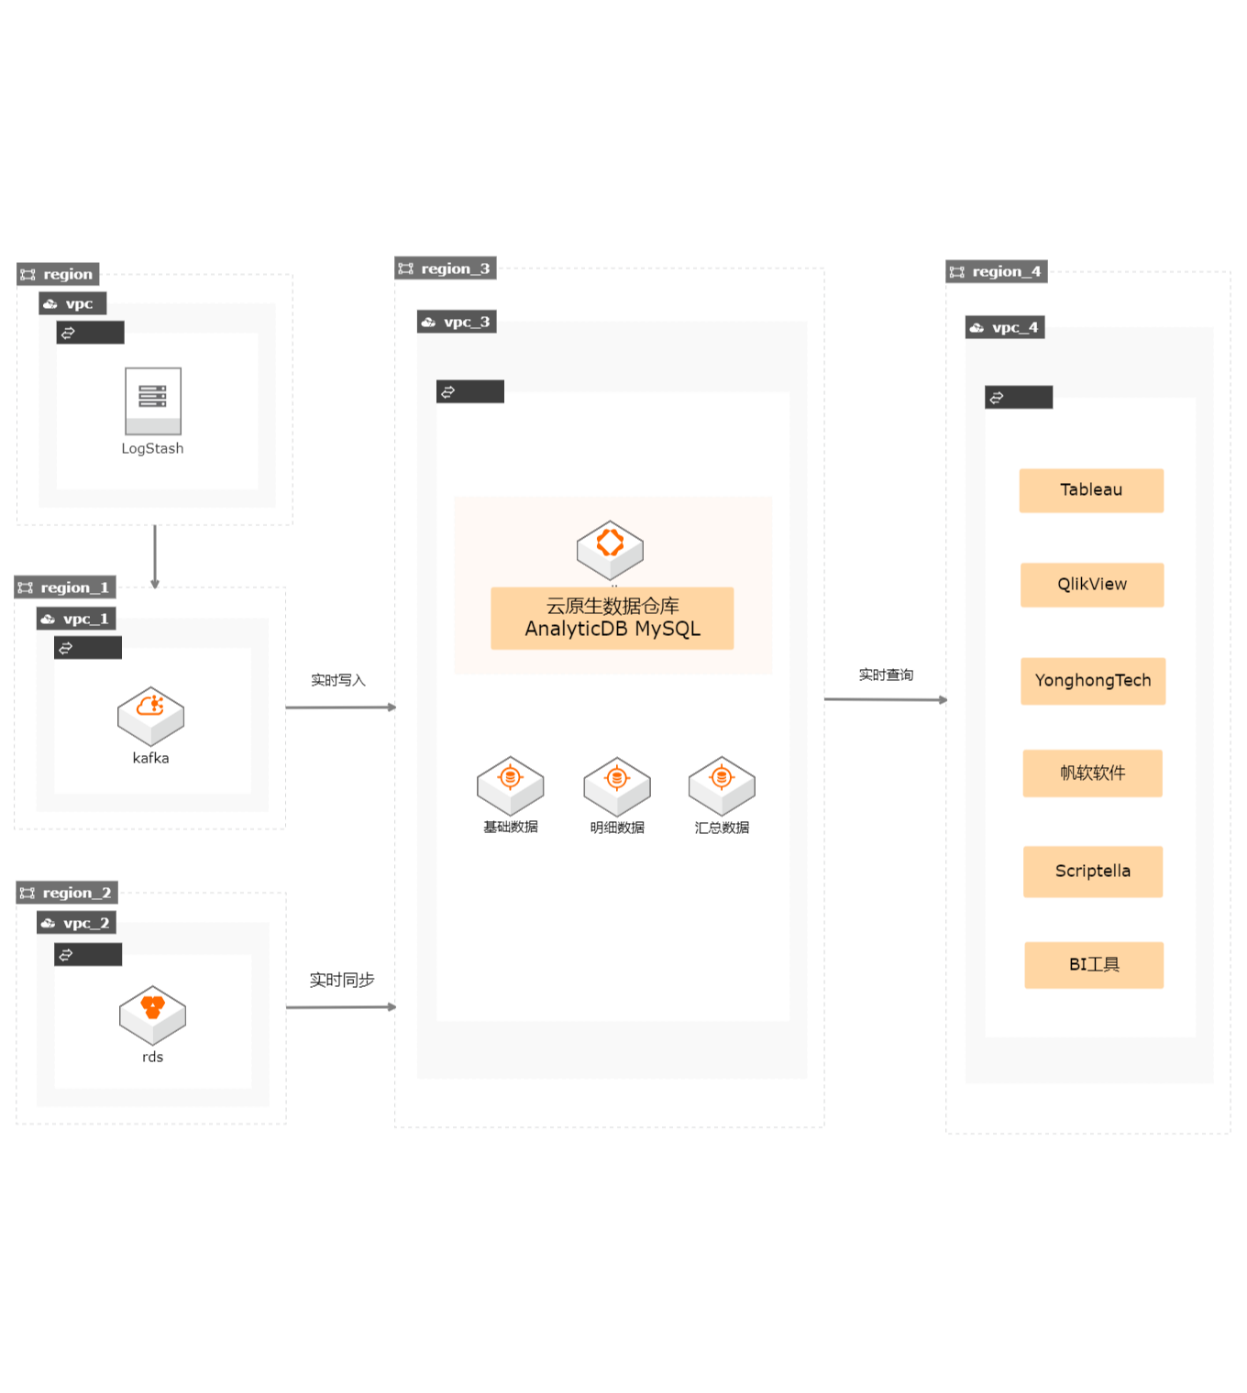 region
vpc
LogStash
region_1
vpc_1
kafka
实时写入
region_2
vpc_2
rds
实时同步
region_3
vpc_3
云原生数据仓库
AnalyticDB MySQL
基础数据
明细数据
汇总数据
实时查询
region_4
vpc_4
Tableau
QlikView
YonghongTech
帆软软件
Scriptella
BI工具